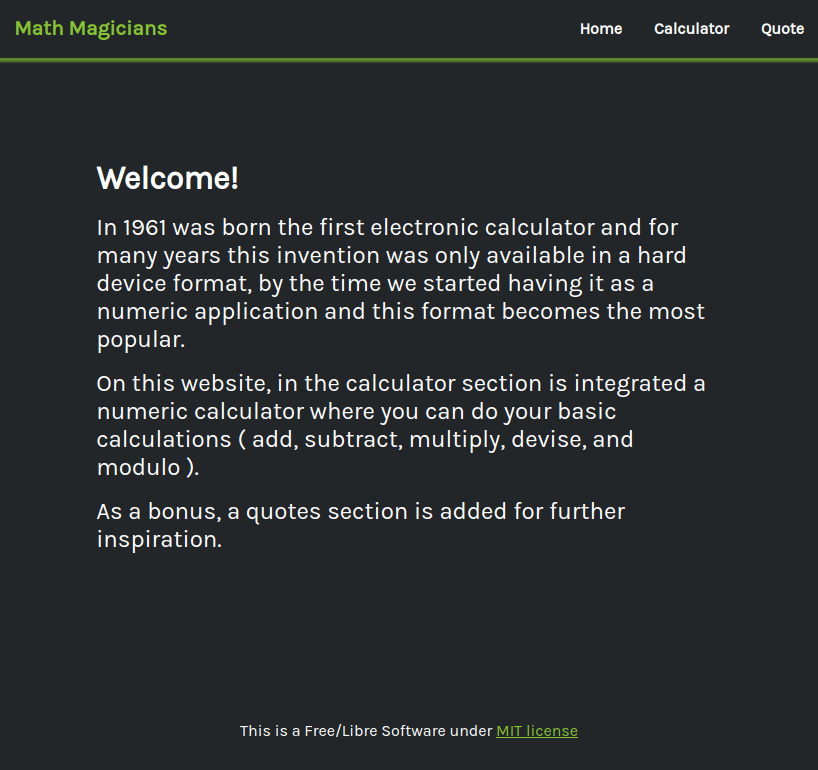 Math Magicians
Home Calculator Quote
Welcome!
In 1961 was born the first electronic calculator and for
many years this invention was only available in a hard
device format, by the time we started having it as a
numeric application and this format becomes the most
popular.
On this website, in the calculator section is integrated a
numeric calculator where you can do your basic
calculations ( add, subtract, multiply, devise, and
modulo ).
As a bonus, a quotes section is added for further
inspiration.
This is a Free/Libre Software under MIT license